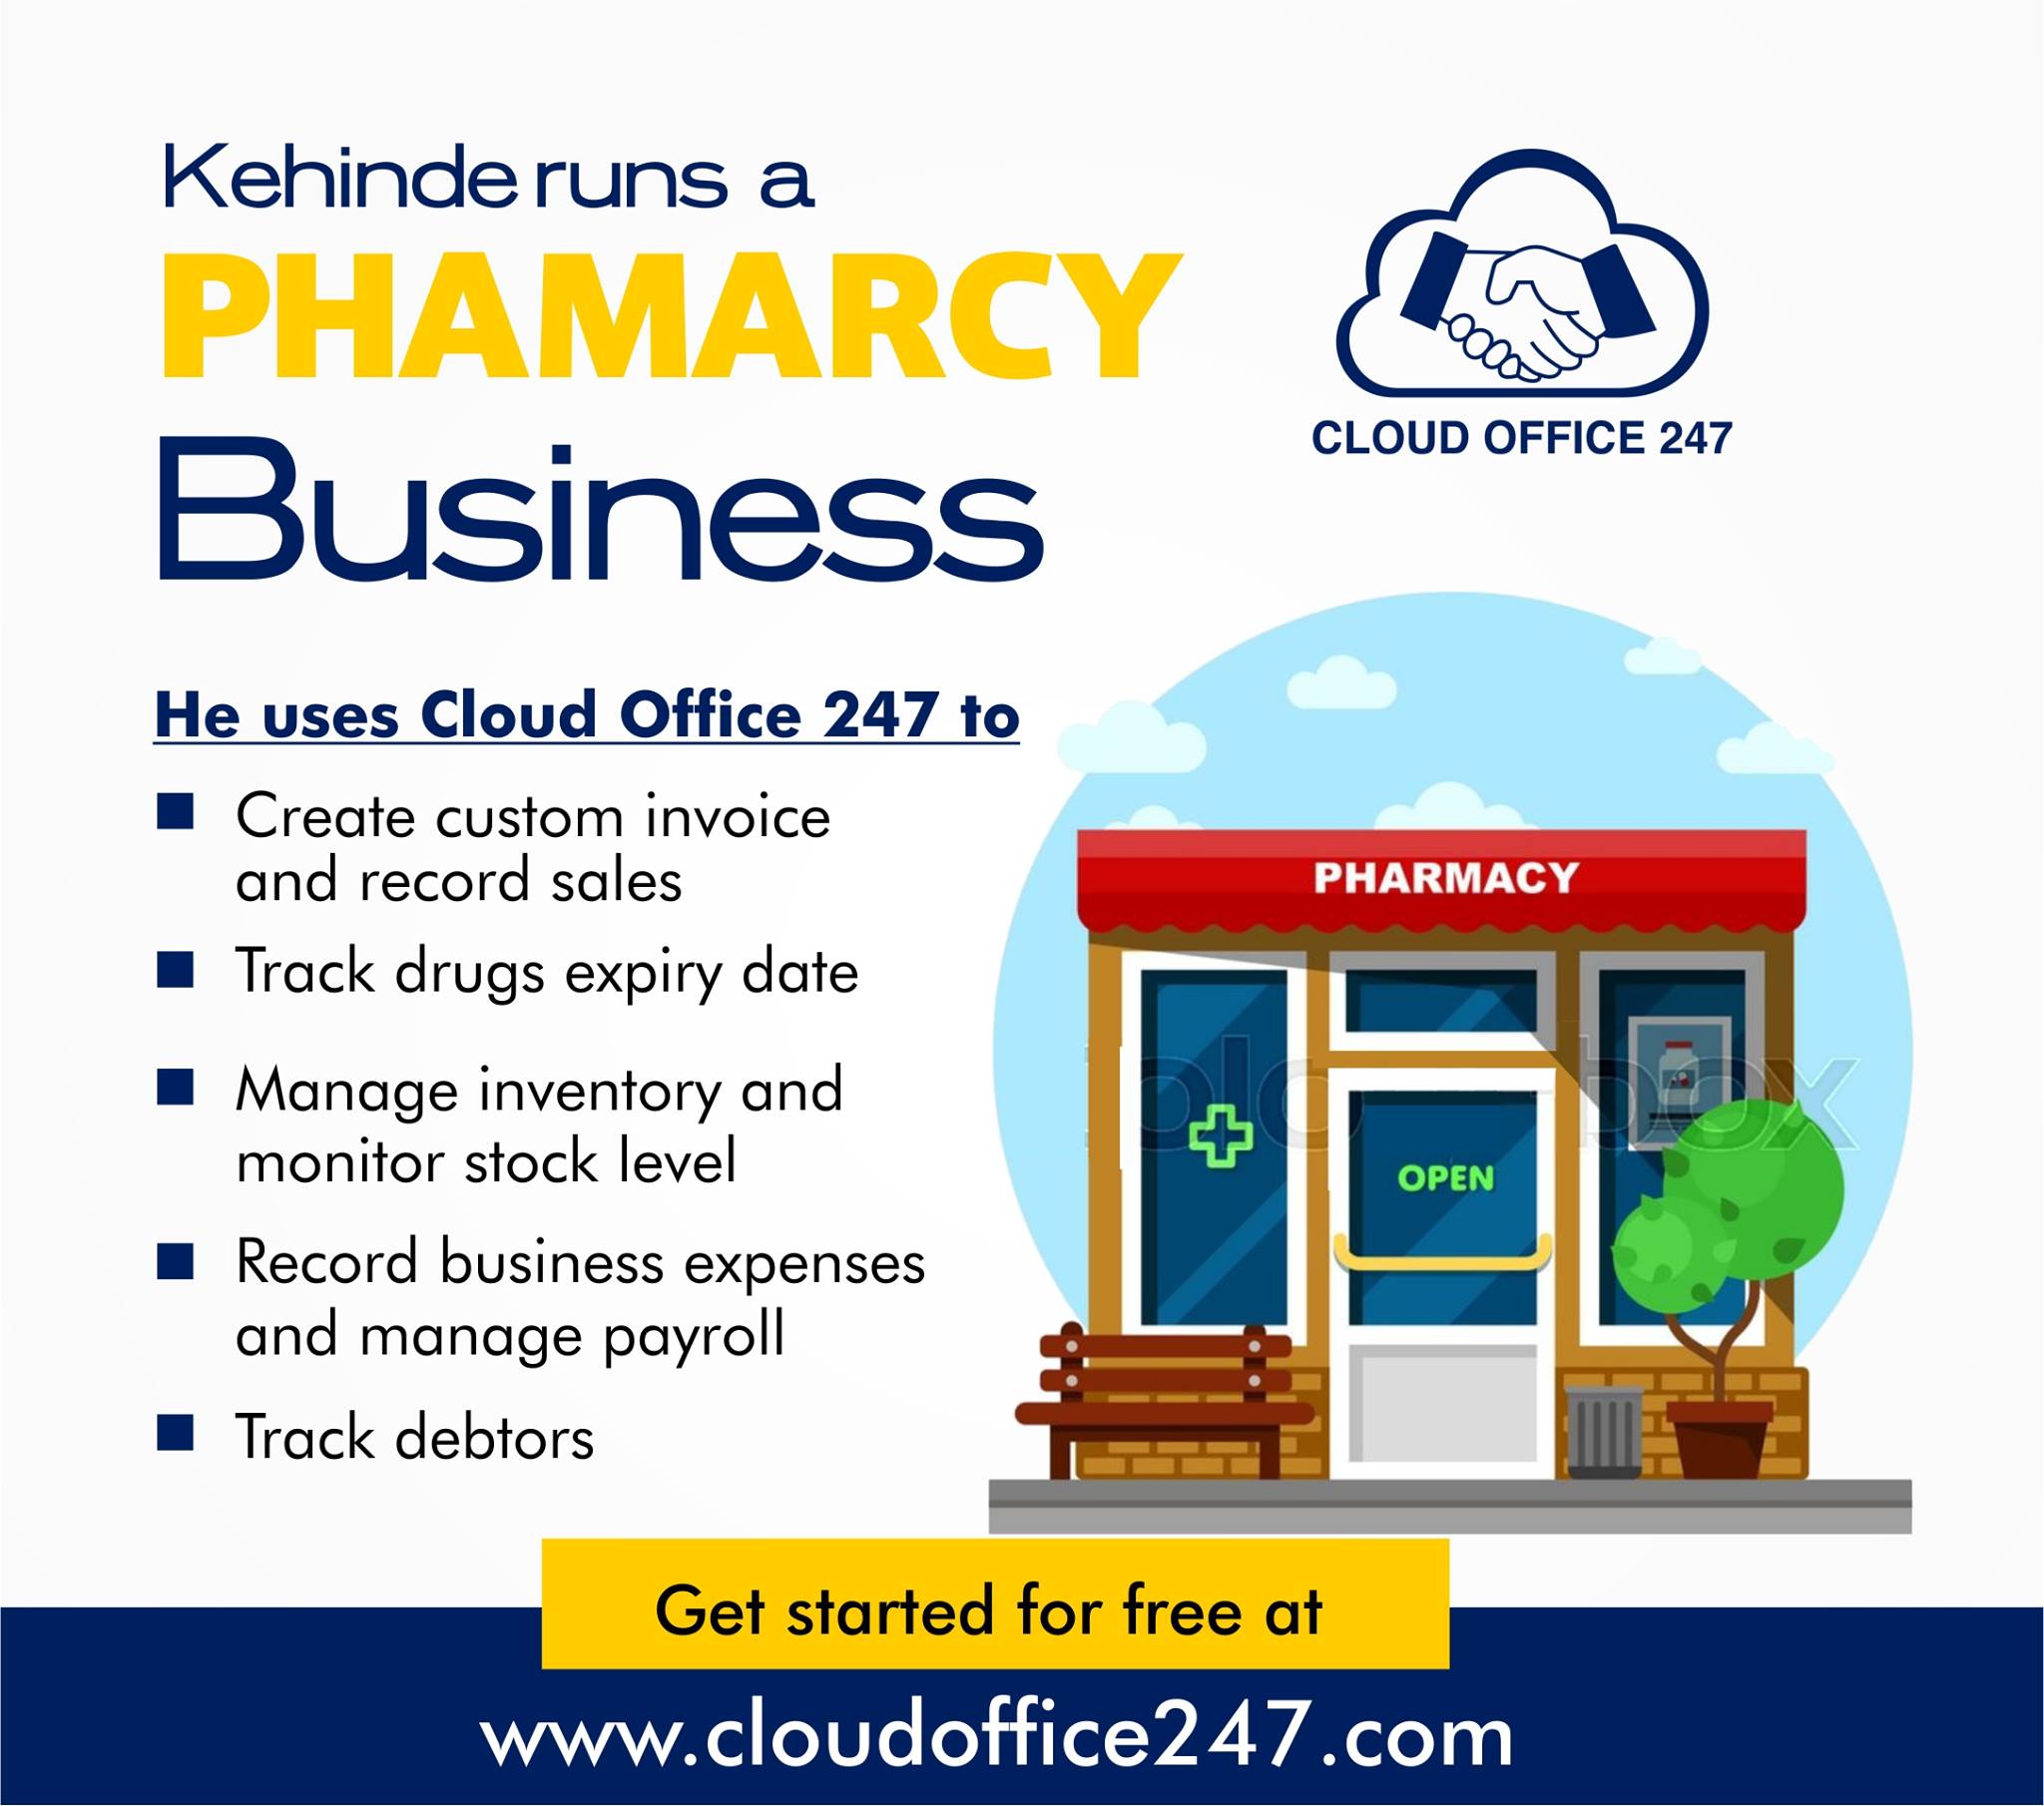 Kehinde runs a
PHAMARCY
Business
CLOUD OFFICE 247
He uses Cloud Office 247 to
Create custom invoice
and record sales
Track drugs expiry date
Manage inventory and
monitor stock level
Record business expenses
and manage payroll
Track debtors
PHARMACY
OPEN
Get started for free at
www.cloudoffice247.com